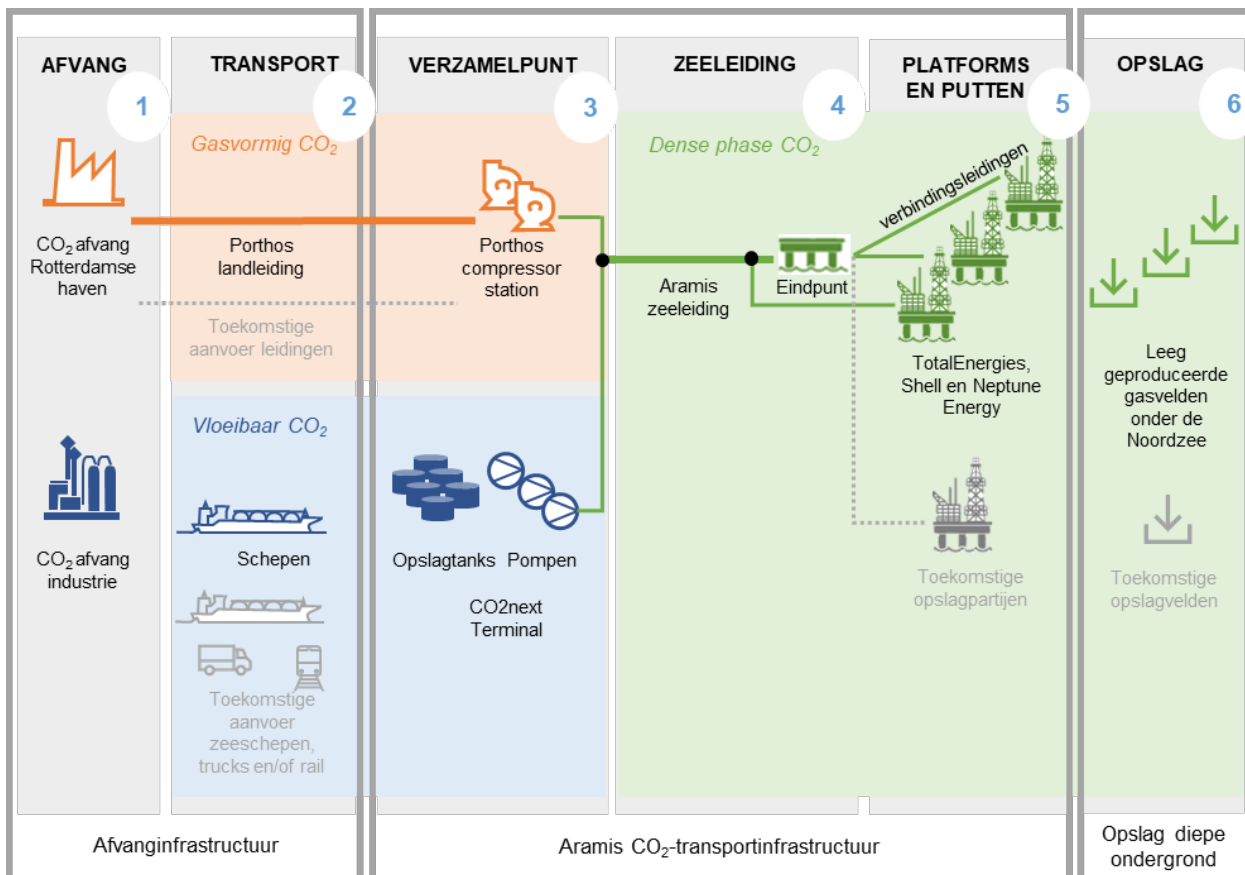 AFVANG
TRANSPORT
VERZAMELPUNT
ZEELEIDING
PLATFORMS
EN PUTTEN
OPSLAG
1
2
3
4
5
6
Gasvormig CO₂
Dense phase CO₂
verbindingsleidingen
CO₂ afvang
Rotterdamse
haven
Porthos
landleiding
Porthos
compressor
station
Aramis
zeeleiding
Eindpunt
Toekomstige
aanvoer leidingen
TotalEnergies,
Shell en Neptune
Energy
Leeg
geproduceerde
gasvelden
onder de
Noordzee
Vloeibaar CO₂
CO₂ afvang
industrie
Schepen
Opslagtanks
Pompen
CO2next
Terminal
Toekomstige
opslagpartijen
Toekomstige
opslagvelden
Toekomstige
aanvoer
zeeschepen,
trucks en/of rail
Afvanginfrastructuur
Aramis CO₂-transportinfrastructuur
Opslag diepe
ondergrond